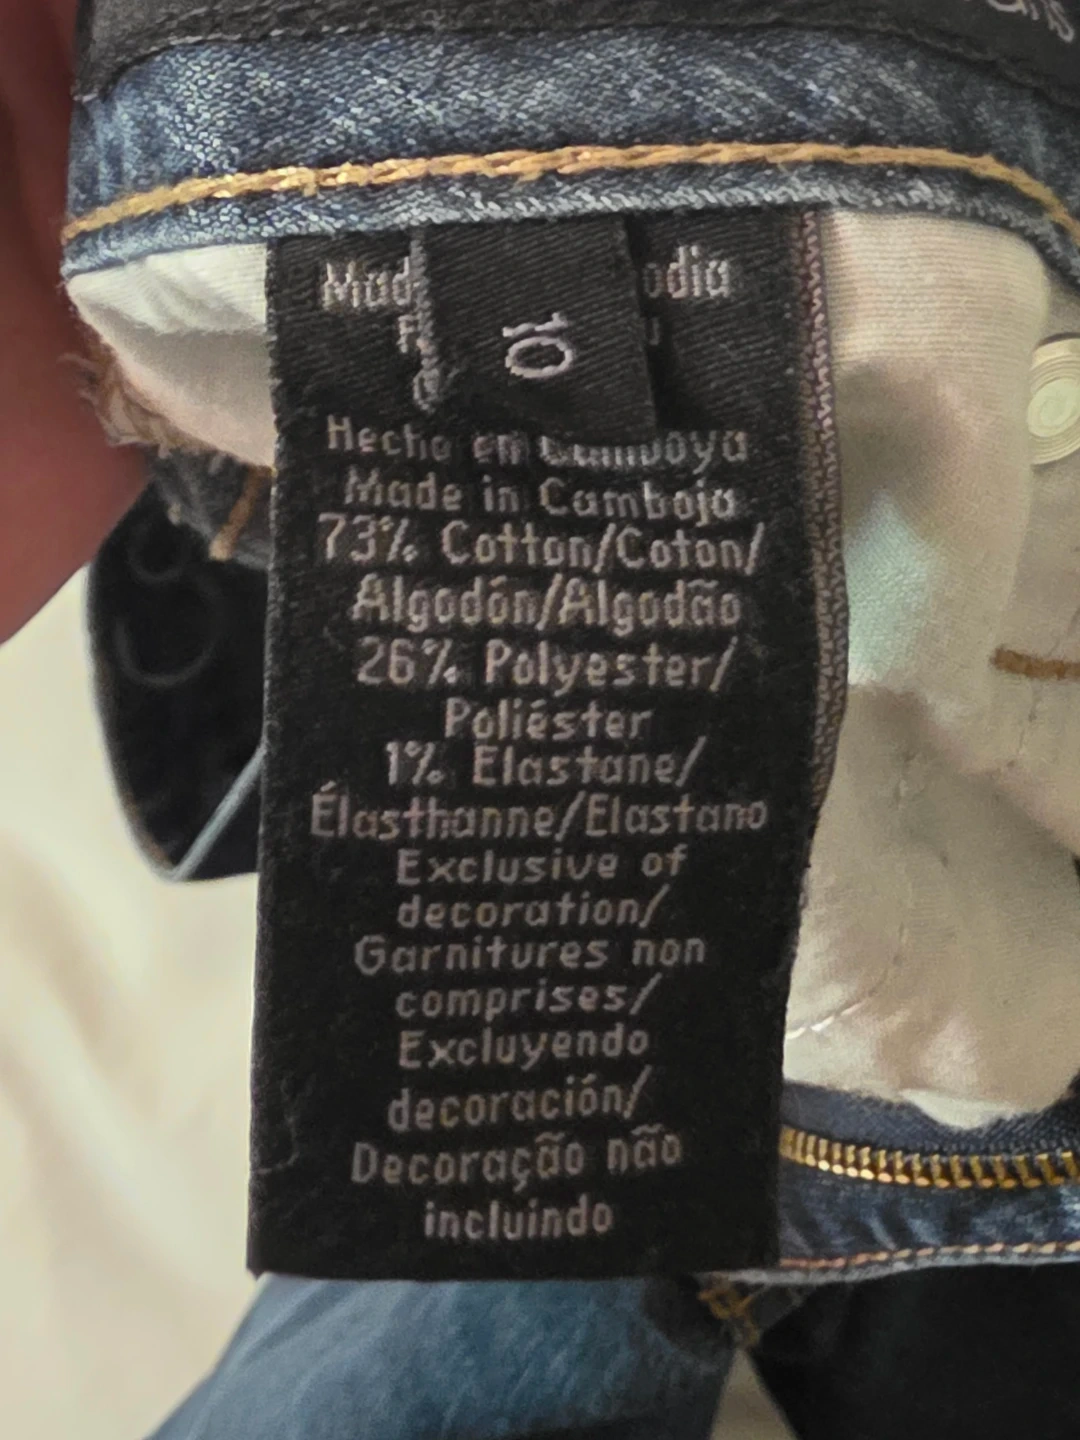 10
Hecho en Camboya
Made in Camboja
73% Cotton/Coton/
Algodón/Algodão
26% Polyester/
Poliéster
1% Elastane/
Élasthanne/Elastano
Exclusive of
decoration/
Garnitures non
comprises/
Excluyendo
decoración/
Decoração não
incluindo